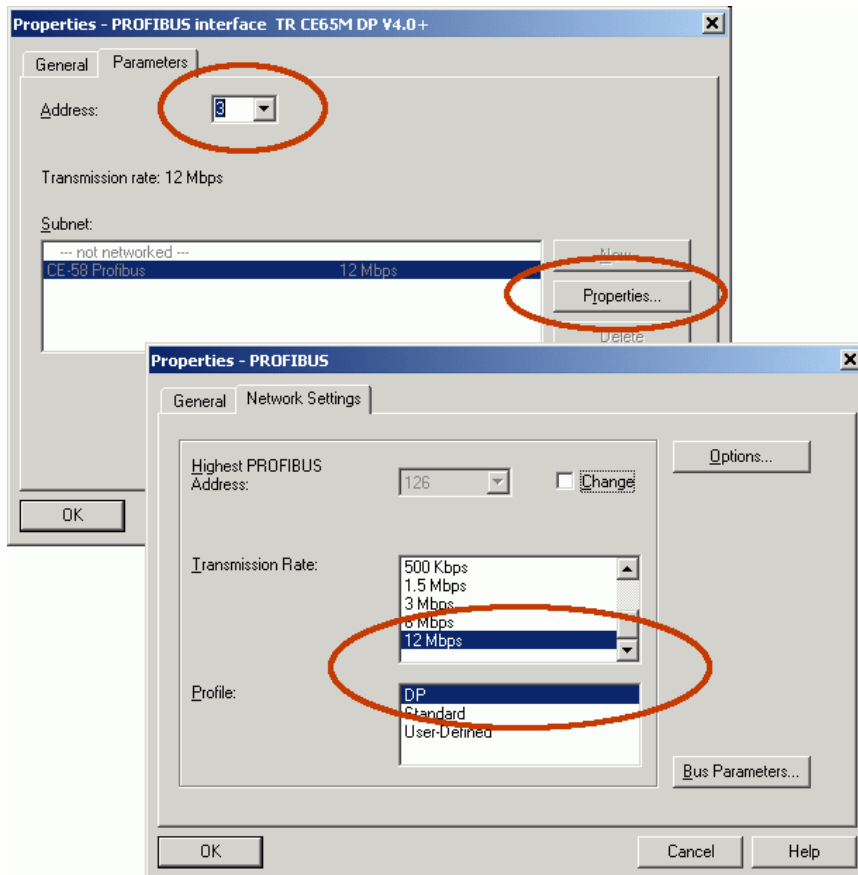 Properties - PROFIBUS interface TR CE65M DP V4.0+
General Parameters
Address: 3
Transmission rate: 12 Mbps
Subnet:
--- not networked ---
CE-58 Profibus 12 Mbps
New...
Properties...
Delete
OK
Properties - PROFIBUS
General Network Settings
Highest PROFIBUS
Address:
126
Change
Options...
Transmission Rate:
500 Kbps
1.5 Mbps
3 Mbps
6 Mbps
12 Mbps
Profile:
DP
Standard
User-Defined
Bus Parameters...
OK Cancel Help